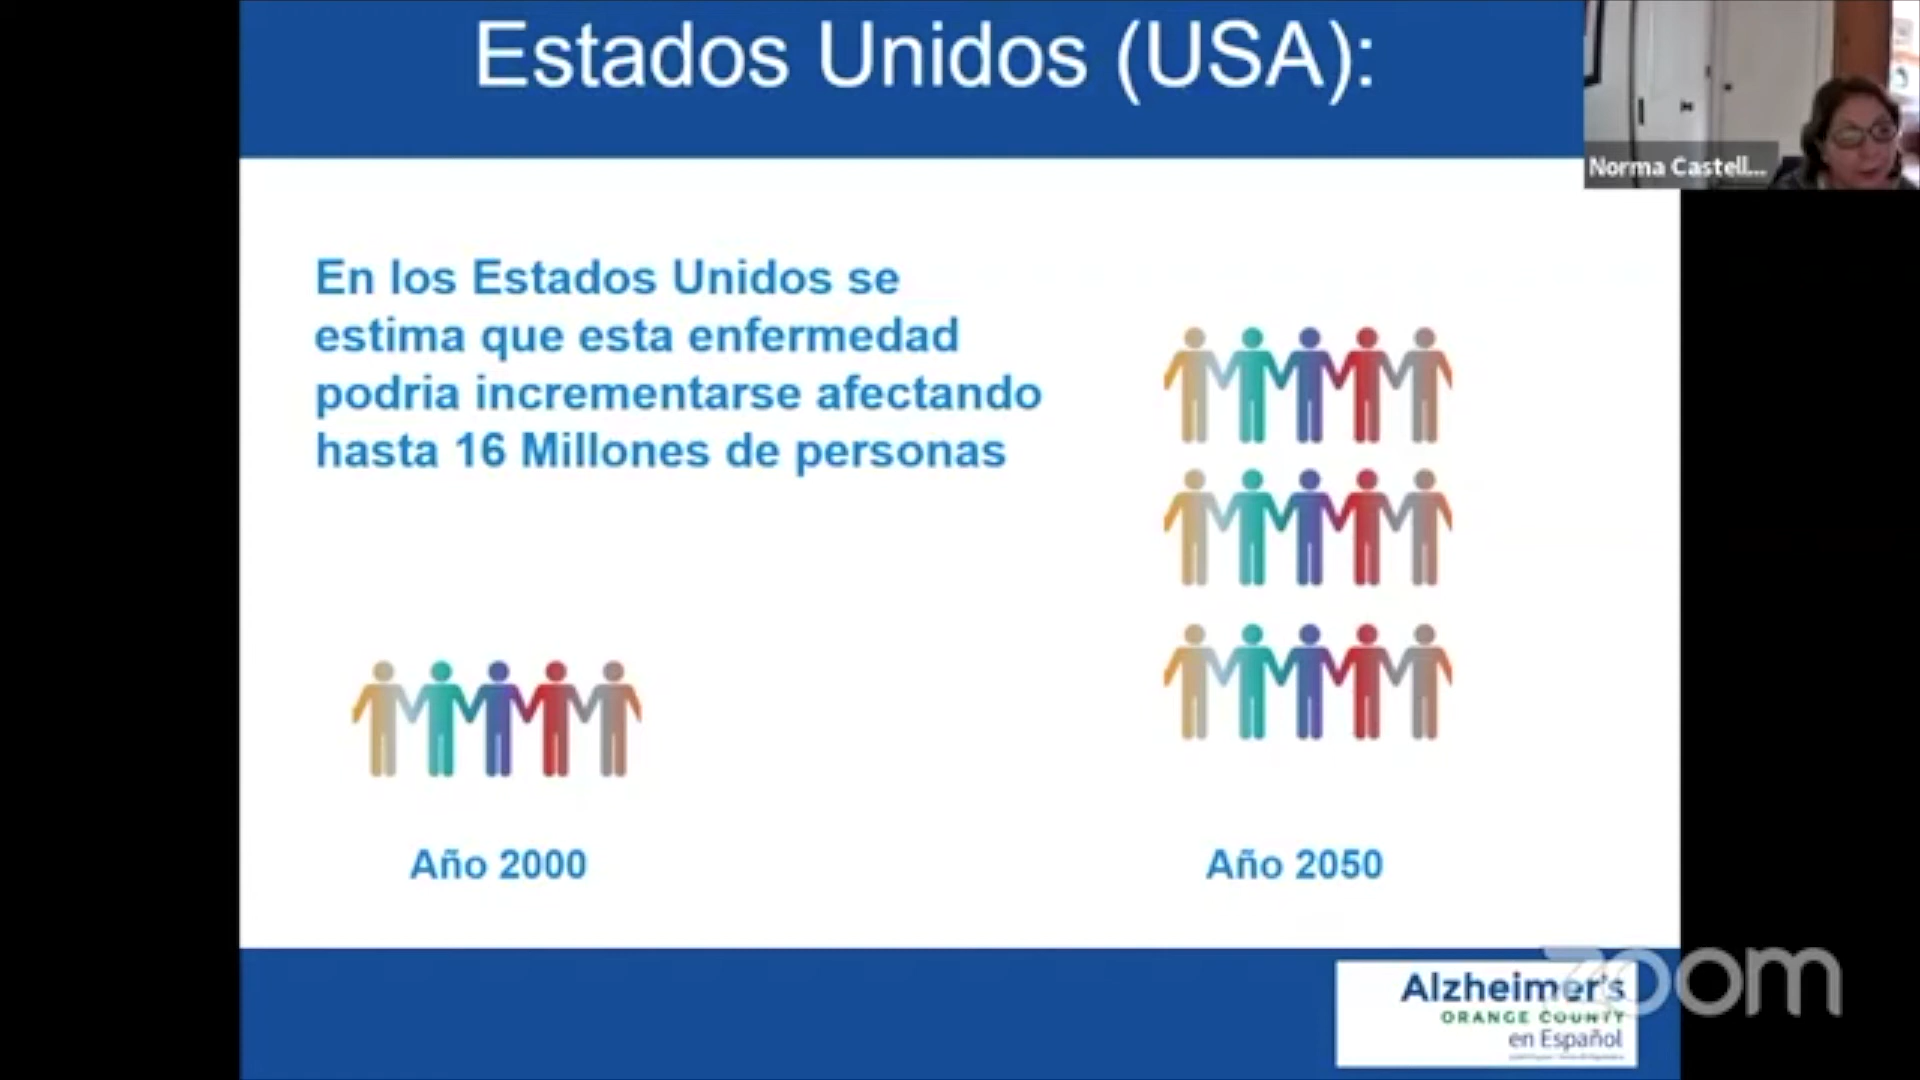 Estados Unidos (USA):
Norma Castell...
En los Estados Unidos se
estima que esta enfermedad
podria incrementarse afectando
hasta 16 Millones de personas
Año 2000
Año 2050
zoom
Alzheimer's
ORANGE COUNTY
en Español